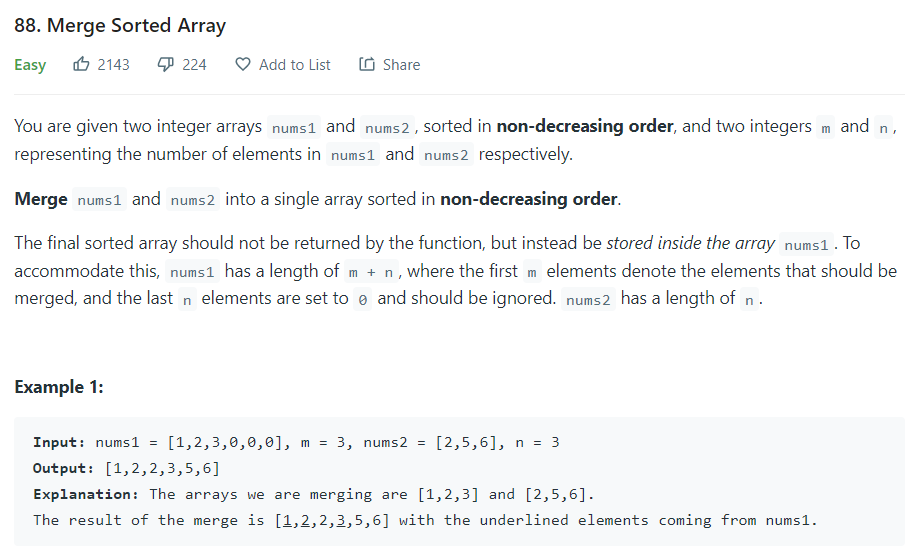 88. Merge Sorted Array
Easy 2143 224 Add to List Share
You are given two integer arrays nums1 and nums2, sorted in non-decreasing order, and two integers m and n,
representing the number of elements in nums1 and nums2 respectively.
Merge nums1 and nums2 into a single array sorted in non-decreasing order.
The final sorted array should not be returned by the function, but instead be stored inside the array nums1. To
accommodate this, nums1 has a length of m + n, where the first m elements denote the elements that should be
merged, and the last n elements are set to 0 and should be ignored. nums2 has a length of n.
Example 1:
Input: nums1 = [1,2,3,0,0,0], m = 3, nums2 = [2,5,6], n = 3
Output: [1,2,2,3,5,6]
Explanation: The arrays we are merging are [1,2,3] and [2,5,6].
The result of the merge is [1,2,2,3,5,6] with the underlined elements coming from nums1.